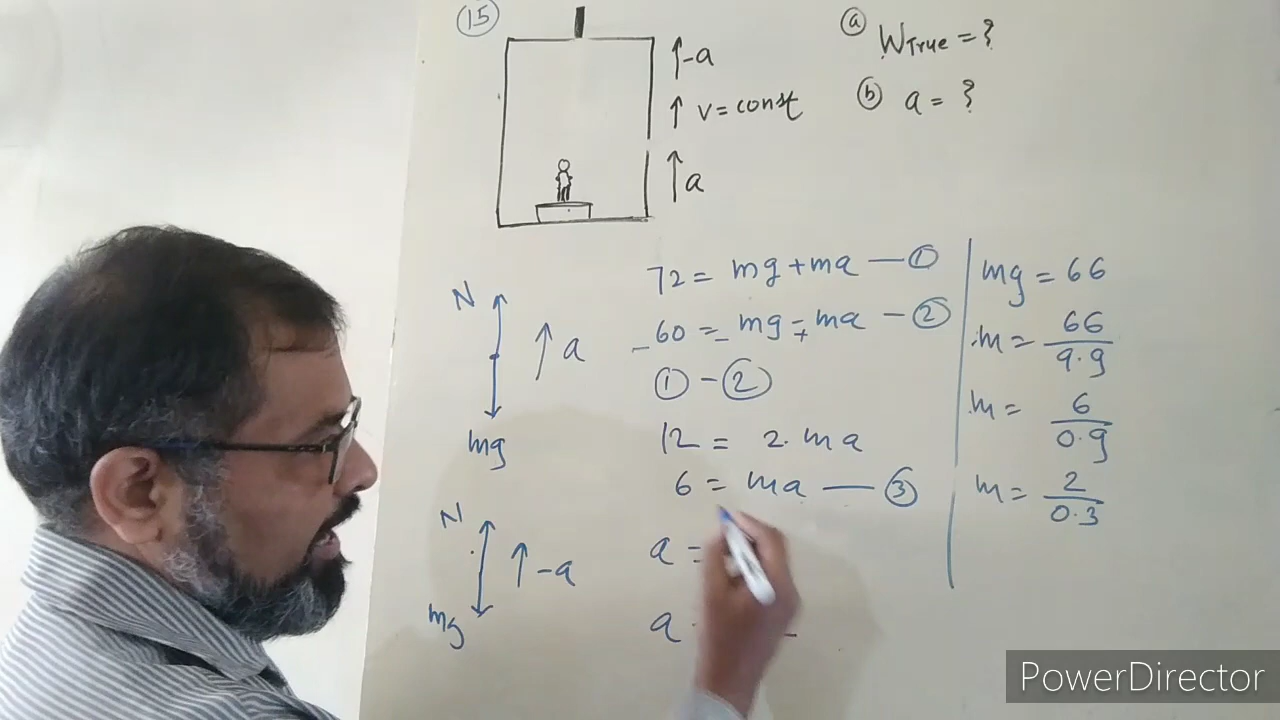 15
-a
v = const
a
a W True = ?
b a = ?
N
a
mg
N
-a
mg
72 = mg + ma — 1
- 60 = - mg - + ma — 2
1 - 2
12 = 2. ma
6 = ma — 3
a =
a
mg = 66
m = 66 / 9.9
m = 6 / 0.9
m = 2 / 0.3
PowerDirector